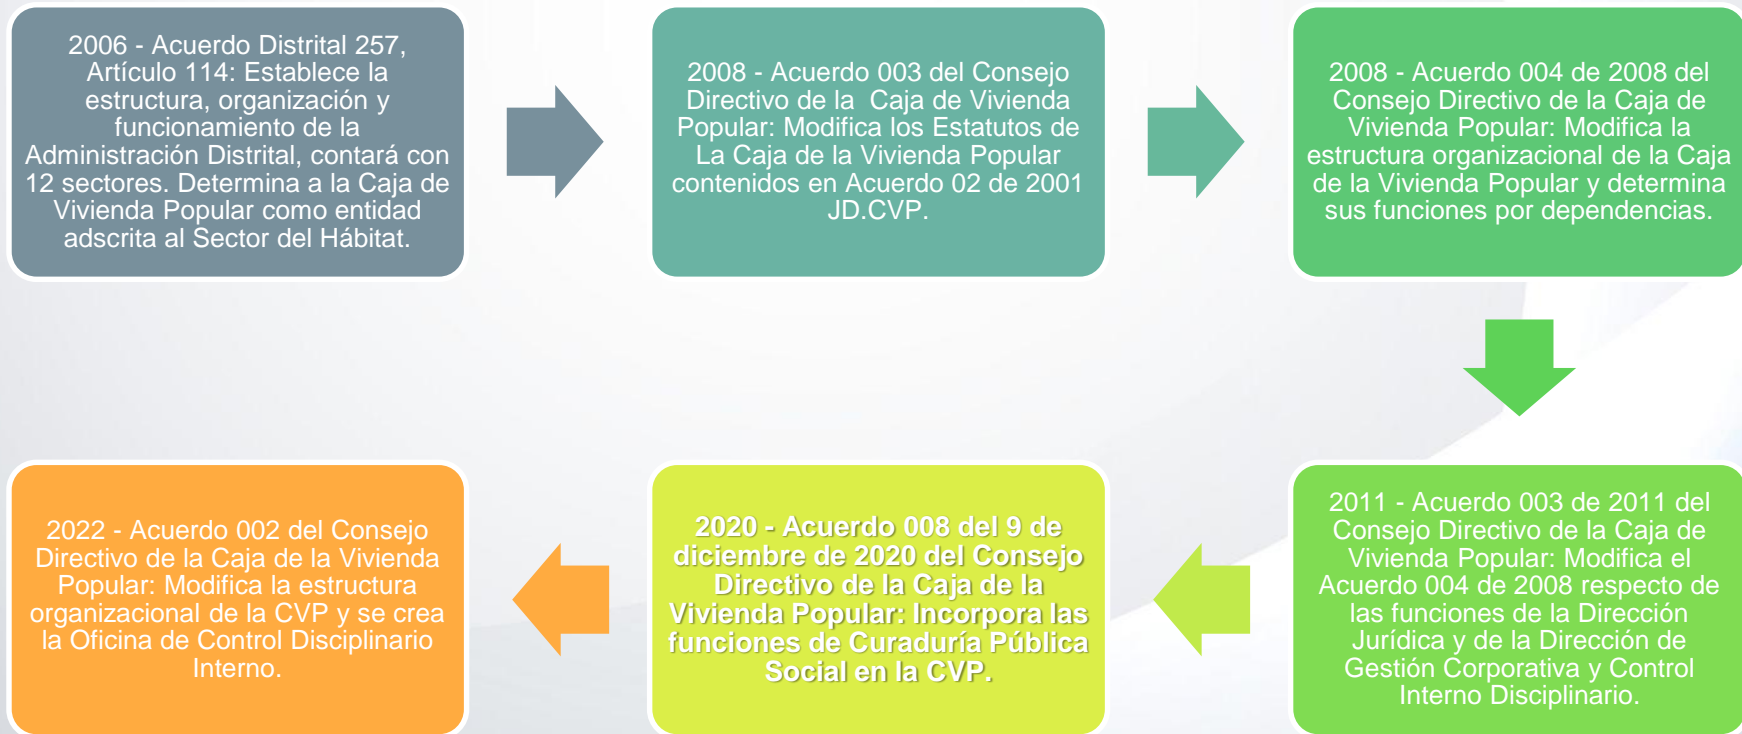 2006 - Acuerdo Distrital 257,
Artículo 114: Establece la
estructura, organización y
funcionamiento de la
Administración Distrital, contará con
12 sectores. Determina a la Caja de
Vivienda Popular como entidad
adscrita al Sector del Hábitat.
2008 - Acuerdo 003 del Consejo
Directivo de la Caja de Vivienda
Popular: Modifica los Estatutos de
La Caja de la Vivienda Popular
contenidos en Acuerdo 02 de 2001
JD.CVP.
2008 - Acuerdo 004 de 2008 del
Consejo Directivo de la Caja de
Vivienda Popular: Modifica la
estructura organizacional de la Caja
de la Vivienda Popular y determina
sus funciones por dependencias.
2011 - Acuerdo 003 de 2011 del
Consejo Directivo de la Caja de
Vivienda Popular: Modifica el
Acuerdo 004 de 2008 respecto de
las funciones de la Dirección
Jurídica y de la Dirección de
Gestión Corporativa y Control
Interno Disciplinario.
2020 - Acuerdo 008 del 9 de
diciembre de 2020 del Consejo
Directivo de la Caja de la
Vivienda Popular: Incorpora las
funciones de Curaduría Pública
Social en la CVP.
2022 - Acuerdo 002 del Consejo
Directivo de la Caja de la Vivienda
Popular: Modifica la estructura
organizacional de la CVP y se crea
la Oficina de Control Disciplinario
Interno.